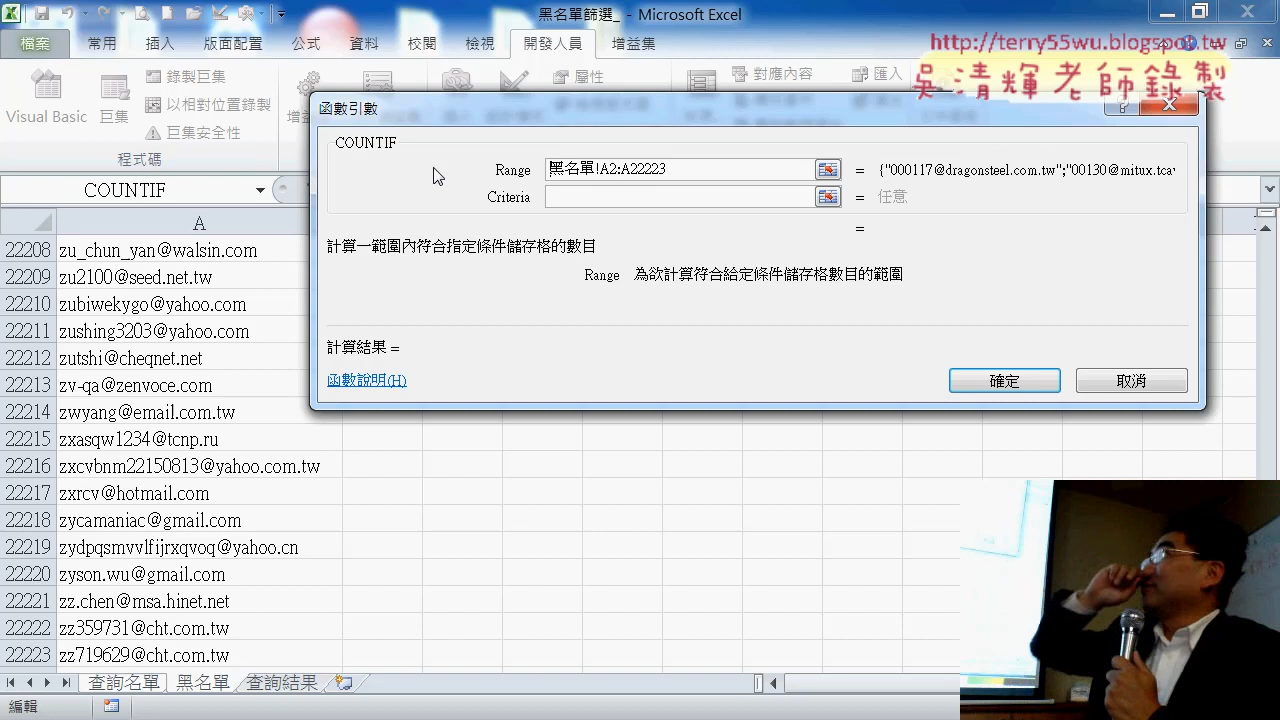 黑名單篩選_ - Microsoft Excel
檔案 常用 插入 版面配置 公式 資料 校閱 檢視 開發人員 增益集
http://terry55wu.blogspot.tw
吳清輝老師錄製
Visual Basic 巨集 錄製巨集 以相對位置錄製 巨集安全性
屬性 對應內容 匯入
程式碼
函數引數
COUNTIF
Range 黑名單!A2:A22223 = {"000117@dragonsteel.com.tw";"00130@mitux.tca
Criteria = 任意
=
計算一範圍內符合指定條件儲存格的數目
Range 為欲計算符合給定條件儲存格數目的範圍
計算結果 =
函數說明(H)
確定 取消
COUNTIF
A
22208 zu_chun_yan@walsin.com
22209 zu2100@seed.net.tw
22210 zubiwekygo@yahoo.com
22211 zushing3203@yahoo.com
22212 zutshi@cheqnet.net
22213 zv-qa@zenvoce.com
22214 zwyang@email.com.tw
22215 zxasqw1234@tcnp.ru
22216 zxcvbnm22150813@yahoo.com.tw
22217 zxrcv@hotmail.com
22218 zycamaniac@gmail.com
22219 zydpqsmvvlfijrxqvoq@yahoo.cn
22220 zyson.wu@gmail.com
22221 zz.chen@msa.hinet.net
22222 zz359731@cht.com.tw
22223 zz719629@cht.com.tw
查詢名單 黑名單 查詢結果
編輯